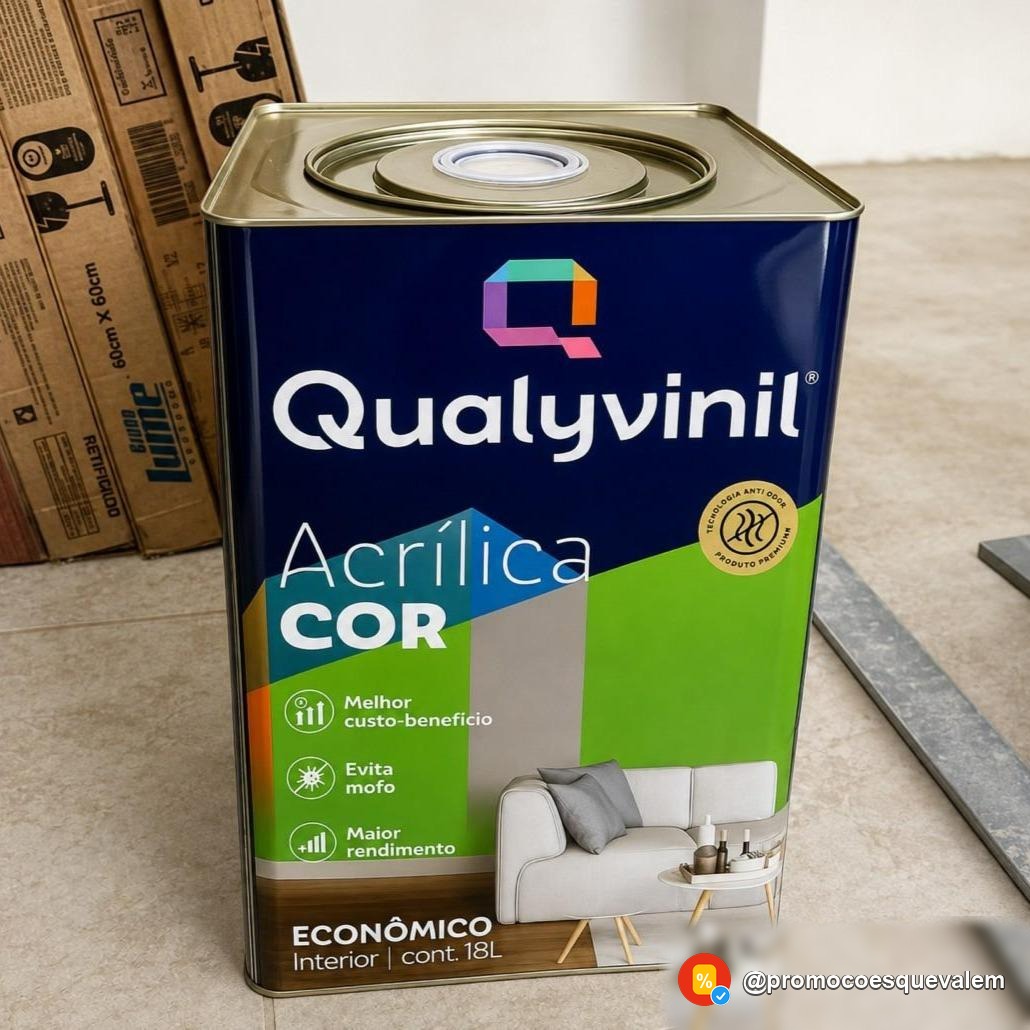 60cm X 60cm
lume
RETIFICADO
Qualyvinil®
TECNOLOGIA ANTI ODOR
PRODUTO PREMIUM
Acrílica
COR
Melhor
custo-benefício
Evita
mofo
Maior
rendimento
ECONÔMICO
Interior | cont. 18L
%
@promocoesquevalem